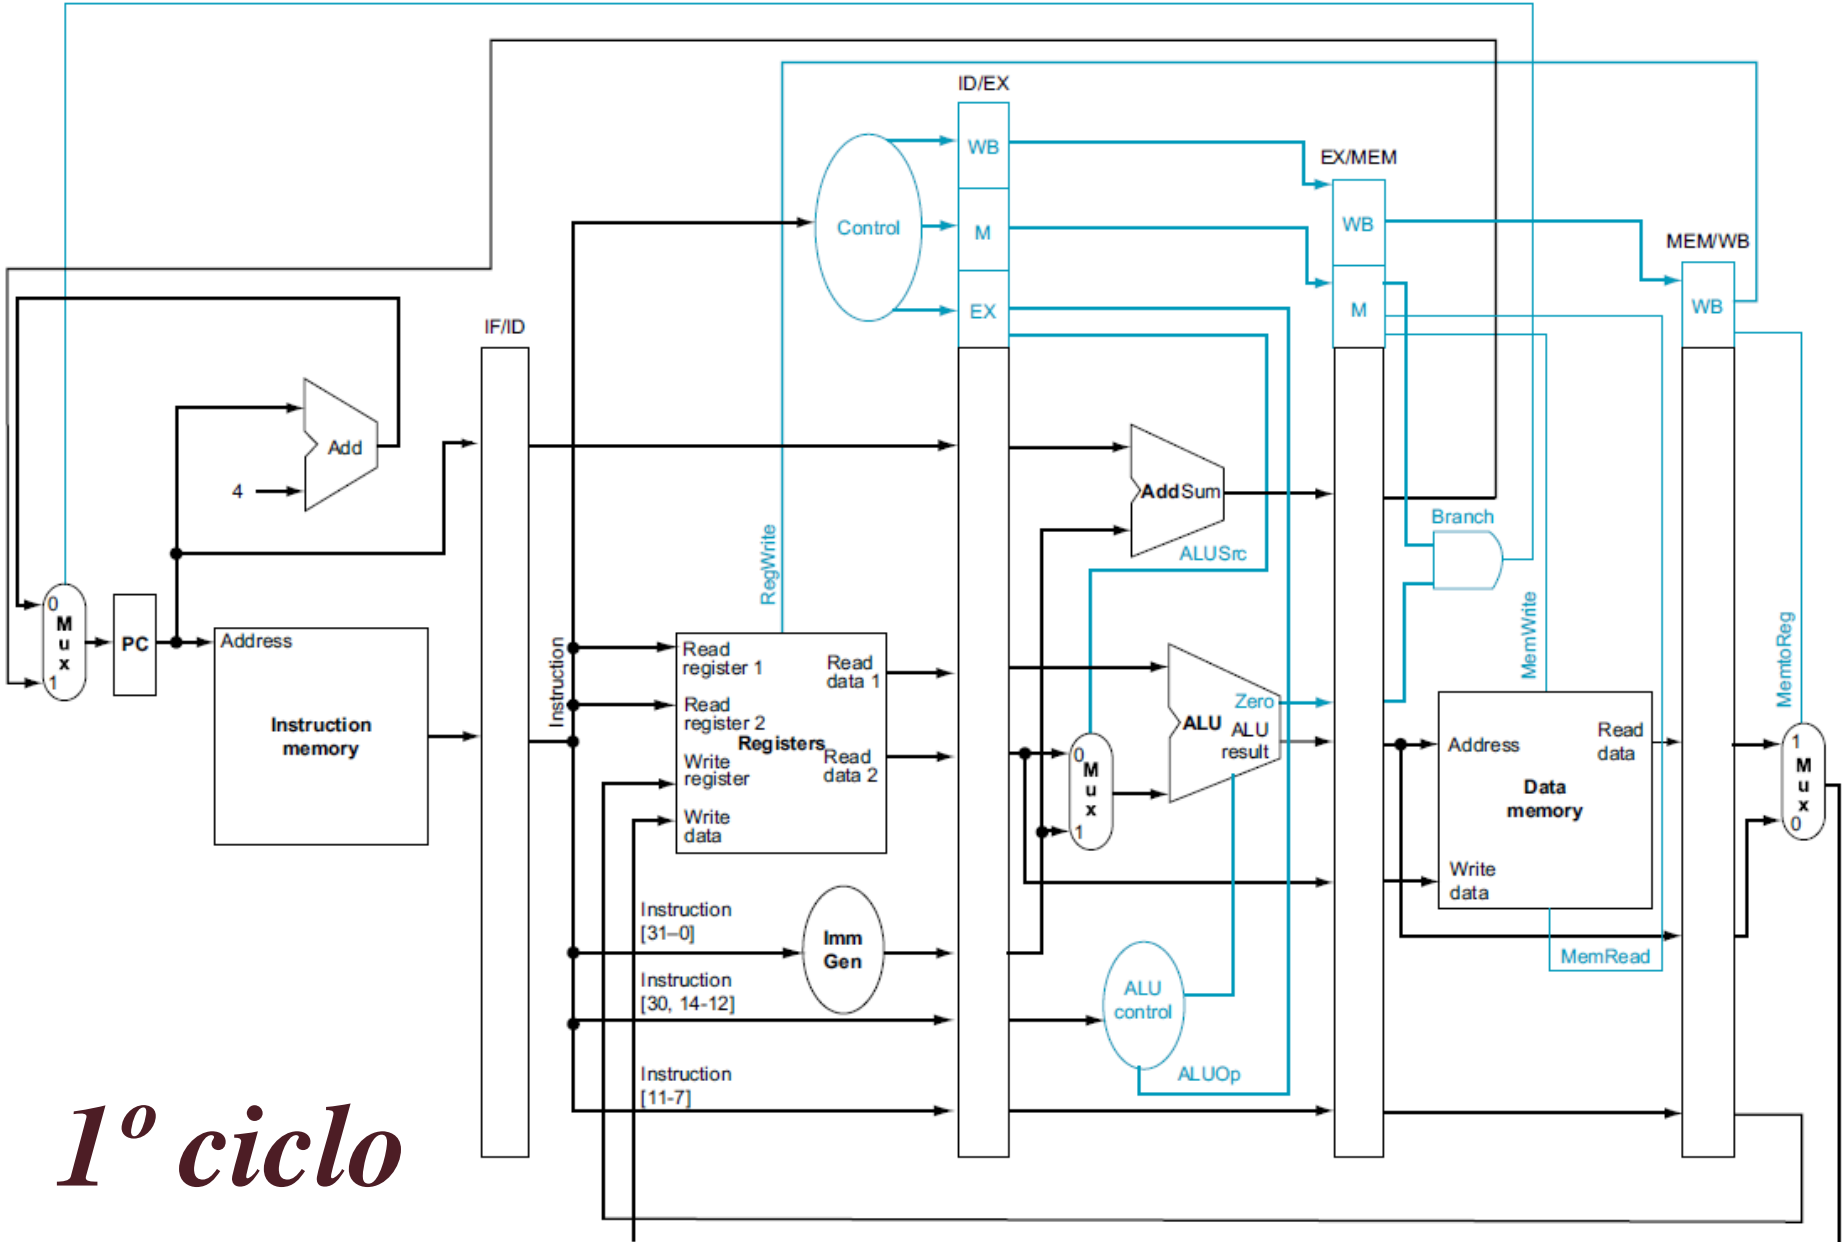 ID/EX
WB
M
EX
Control
EX/MEM
WB
M
MEM/WB
WB
IF/ID
Add
4
Add Sum
ALUSrc
Branch
RegWrite
MemWrite
MemtoReg
0
M
u
x
1
PC
Address
Instruction
memory
Instruction
Read
register 1
Read
register 2
Write
register
Write
data
Registers
Read
data 1
Read
data 2
0
M
u
x
1
Zero
ALU
ALU
result
Address
Read
data
Data
memory
Write
data
MemRead
1
M
u
x
0
Instruction
[31–0]
Imm
Gen
Instruction
[30, 14-12]
ALU
control
ALUOp
Instruction
[11-7]
1º ciclo